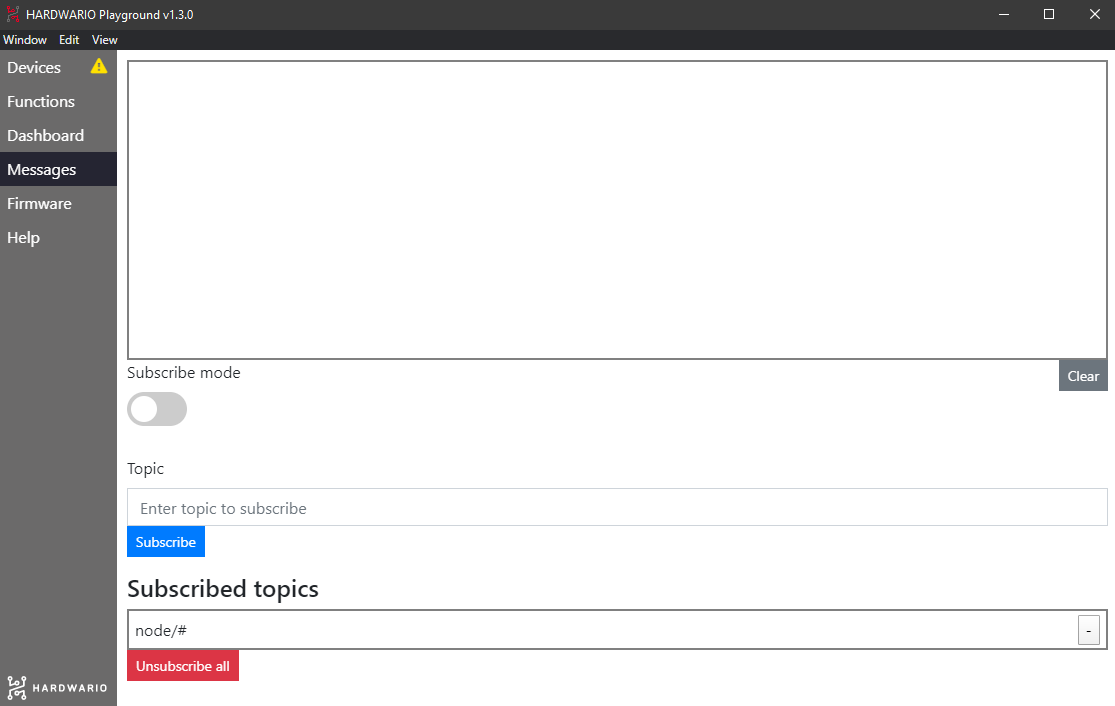 HARDWARIO Playground v1.3.0
Window Edit View
Devices
Functions
Dashboard
Messages
Firmware
Help
Subscribe mode
Clear
Topic
Enter topic to subscribe
Subscribe
Subscribed topics
node/#
-
Unsubscribe all
HARDWARIO